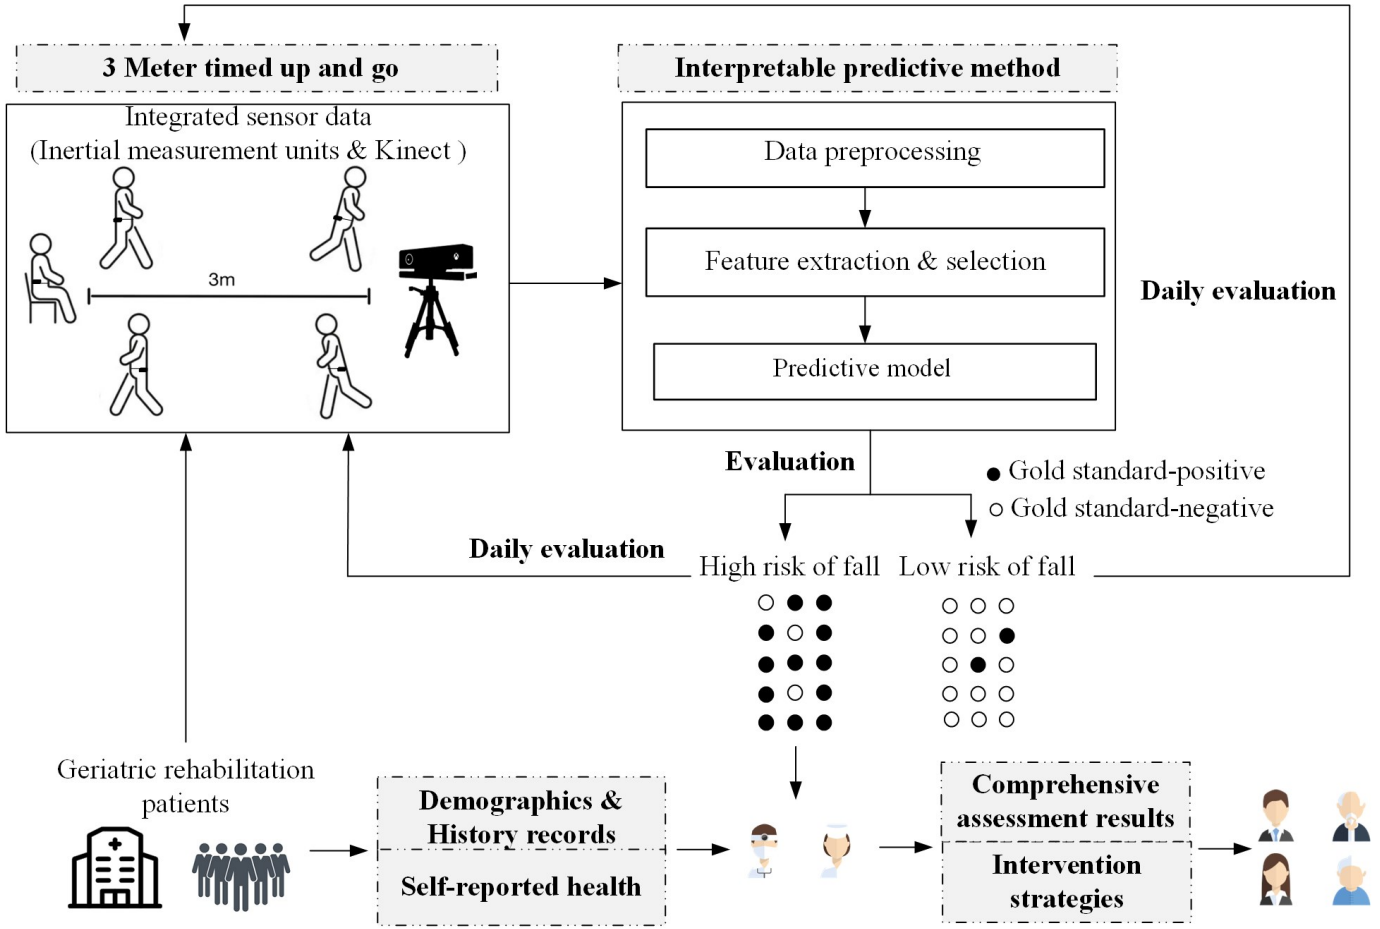 3 Meter timed up and go
Integrated sensor data
(Inertial measurement units & Kinect )
3m
Interpretable predictive method
Data preprocessing
Feature extraction & selection
Predictive model
Daily evaluation
Evaluation
Gold standard-positive
Gold standard-negative
Daily evaluation
High risk of fall
Low risk of fall
Geriatric rehabilitation
patients
Demographics &
History records
Self-reported health
Comprehensive
assessment results
Intervention
strategies